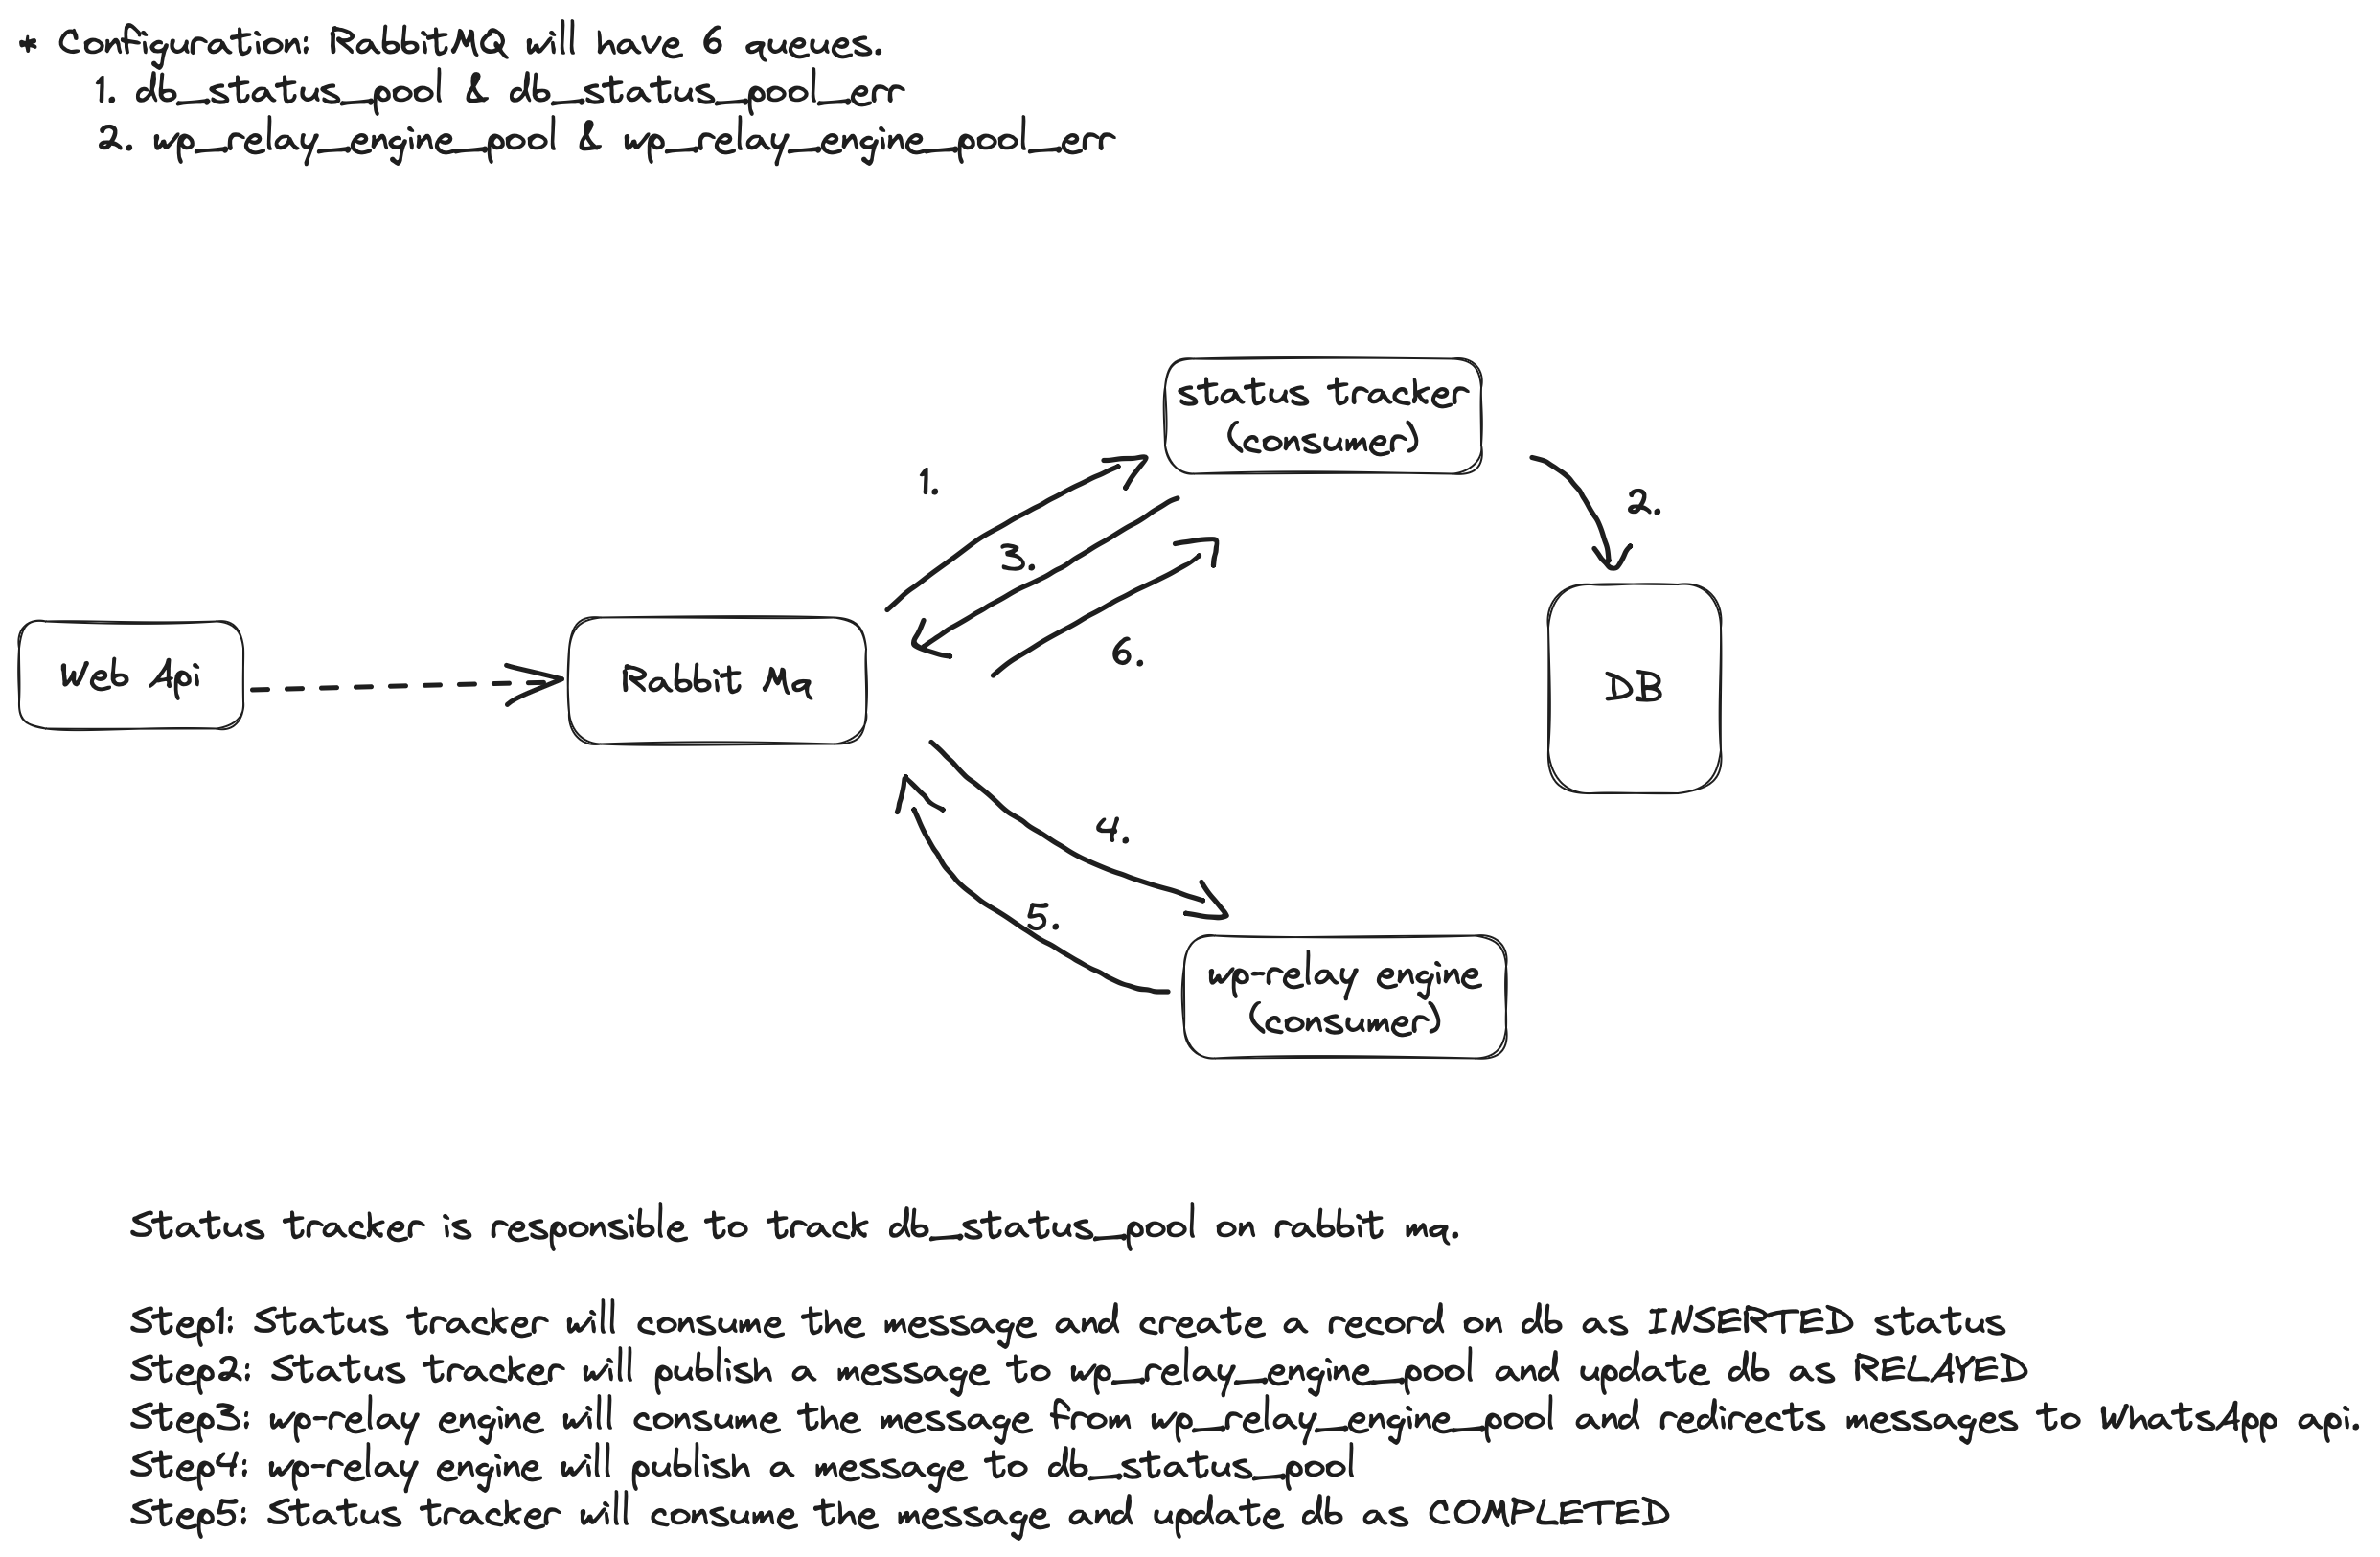 * Configuration: RabbitMQ will have 6 queues.
1. db_status_pool & db_status_pool_err
2. wp_relay_engine_pool & wp_relay_engine_pool_err
status tracker
(consumer)
1.
2.
3.
6.
Web Api
Rabbit Mq
DB
4.
5.
wp-relay engine
(consumer)
Status tracker is responsible to track db_status_pool on rabbit mq.
Step1: Status tracker will consume the message and create a record on db as INSERTED status
Step2: Status tracker will publish a message to wp_relay_engine_pool and update db as RELAYED
Step3: wp-relay engine will consume the message from wp_relay_engine_pool and redirects messages to WhatsApp api.
Step4: wp-relay engine will publish a message to db_status_pool
Step5: Status tracker will consume the message and update db as COMPLETED